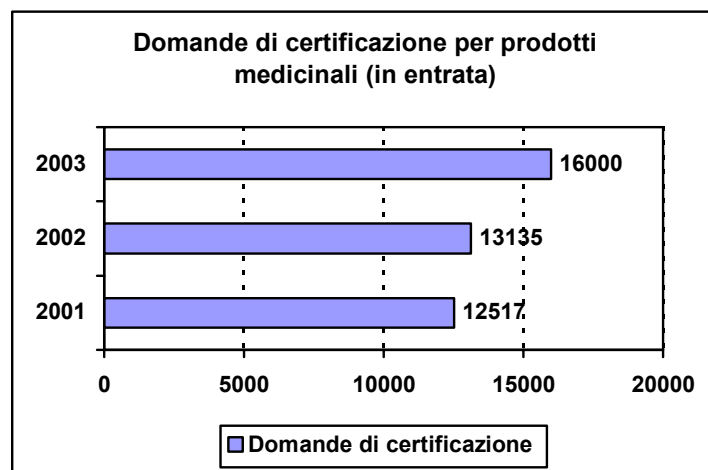 Domande di certificazione per prodotti
medicinali (in entrata)
2003
16000
2002
13135
2001
12517
0 5000 10000 15000 20000
Domande di certificazione